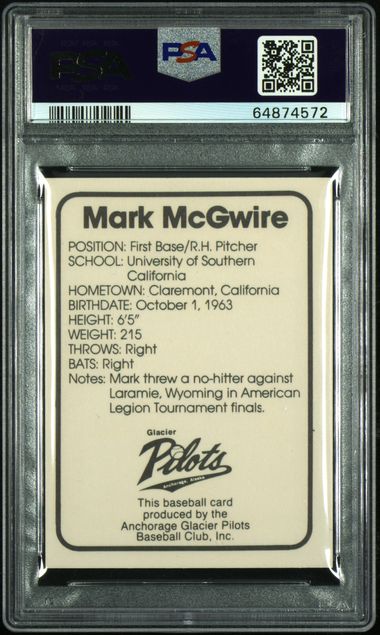 PSA
PSA
64874572
Mark McGwire
POSITION: First Base/R.H. Pitcher
SCHOOL: University of Southern
California
HOMETOWN: Claremont, California
BIRTHDATE: October 1, 1963
HEIGHT: 6'5"
WEIGHT: 215
THROWS: Right
BATS: Right
Notes: Mark threw a no-hitter against
Laramie, Wyoming in American
Legion Tournament finals.
Glacier
Pilots
Anchorage, Alaska
This baseball card
produced by the
Anchorage Glacier Pilots
Baseball Club, Inc.